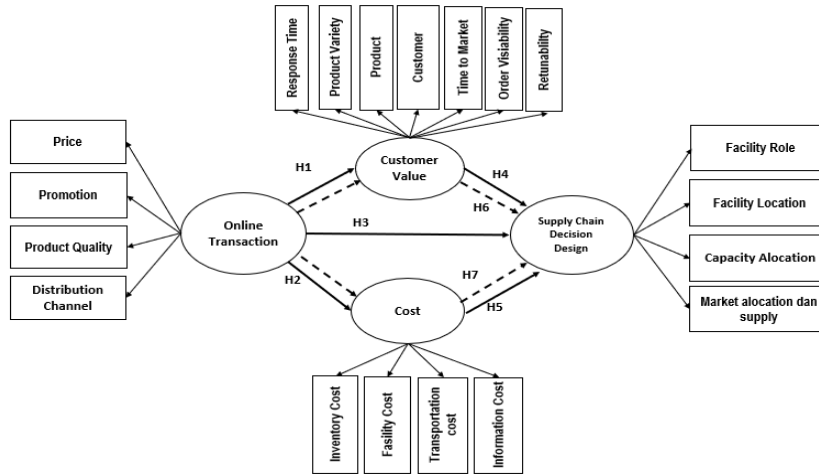 Response Time
Product Variety
Product
Customer
Time to Market
Order Visiability
Retunability
Price
Promotion
Product Quality
Distribution
Channel
Online
Transaction
H1
H3
H2
Customer
Value
Cost
H4
H6
H7
H5
Supply Chain
Decision
Design
Facility Role
Facility Location
Capacity Alocation
Market alocation dan
supply
Inventory Cost
Fasility Cost
Transportation
cost
Information Cost